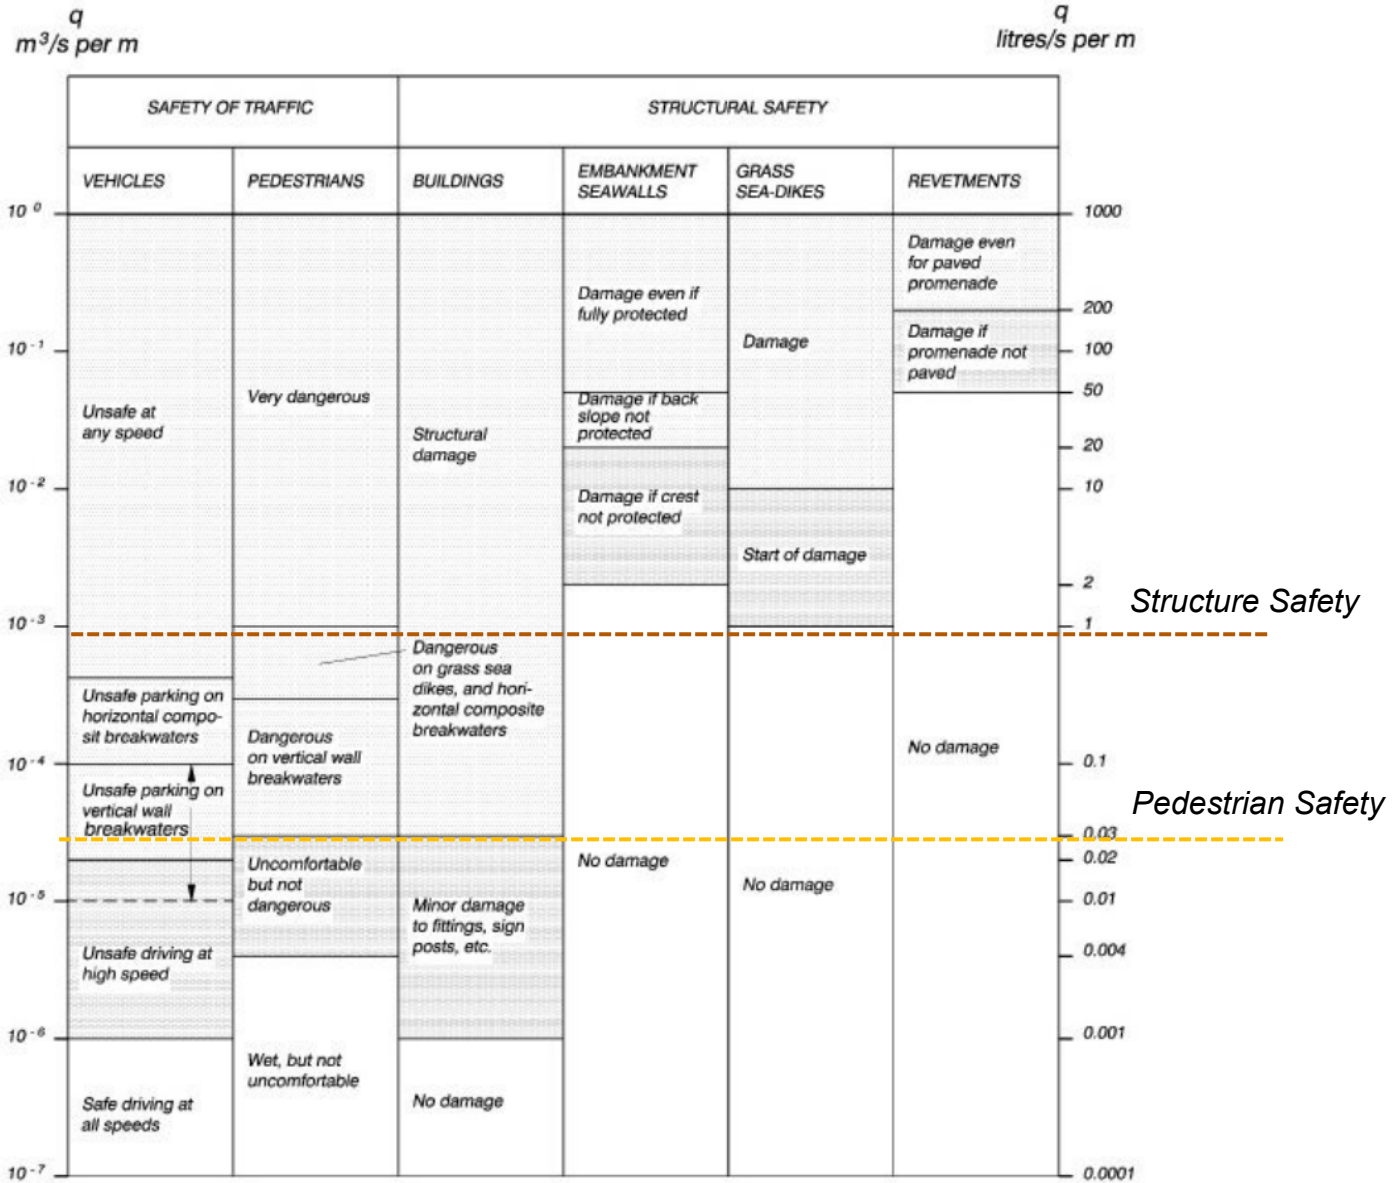 q
m³/s per m
q
litres/s per m
SAFETY OF TRAFFIC
STRUCTURAL SAFETY
VEHICLES
PEDESTRIANS
BUILDINGS
EMBANKMENT
SEAWALLS
GRASS
SEA-DIKES
REVETMENTS
10⁰
10⁻¹
10⁻²
10⁻³
10⁻⁴
10⁻⁵
10⁻⁶
10⁻⁷
Unsafe at
any speed
Unsafe parking on
horizontal compo-
sit breakwaters
Unsafe parking on
vertical wall
breakwaters
Unsafe driving at
high speed
Safe driving at
all speeds
Very dangerous
Dangerous
on vertical wall
breakwaters
Uncomfortable
but not
dangerous
Wet, but not
uncomfortable
Structural
damage
Dangerous
on grass sea
dikes, and hori-
zontal composite
breakwaters
Minor damage
to fittings, sign
posts, etc.
No damage
Damage even if
fully protected
Damage if back
slope not
protected
Damage if crest
not protected
No damage
Damage
Start of damage
No damage
Damage even
for paved
promenade
Damage if
promenade not
paved
No damage
1000
200
100
50
20
10
2
1
0.1
0.03
0.02
0.01
0.004
0.001
0.0001
Structure Safety
Pedestrian Safety